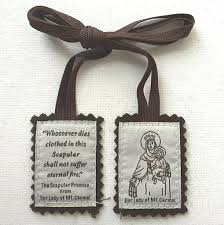 "Whosoever dies
clothed in this
Scapular
shall not suffer
eternal fire."
The Scapular Promise
from
Our Lady of Mt. Carmel
Our Lady of Mt. Carmel